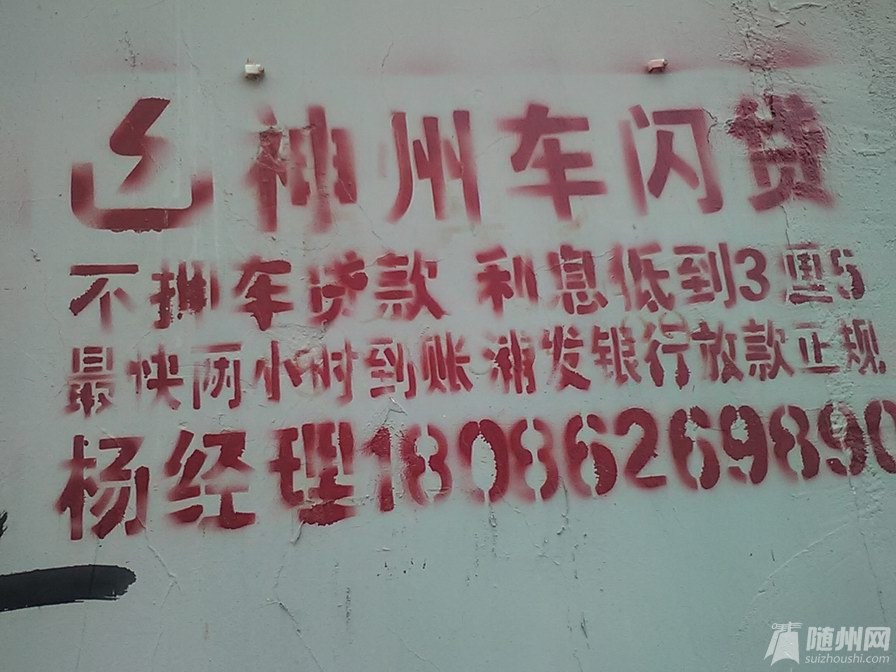 神州车闪贷
不押车贷款 利息低到3厘5
最快两小时到账 浦发银行放款正规
杨经理18086269890
随州网
suizhoushi.com